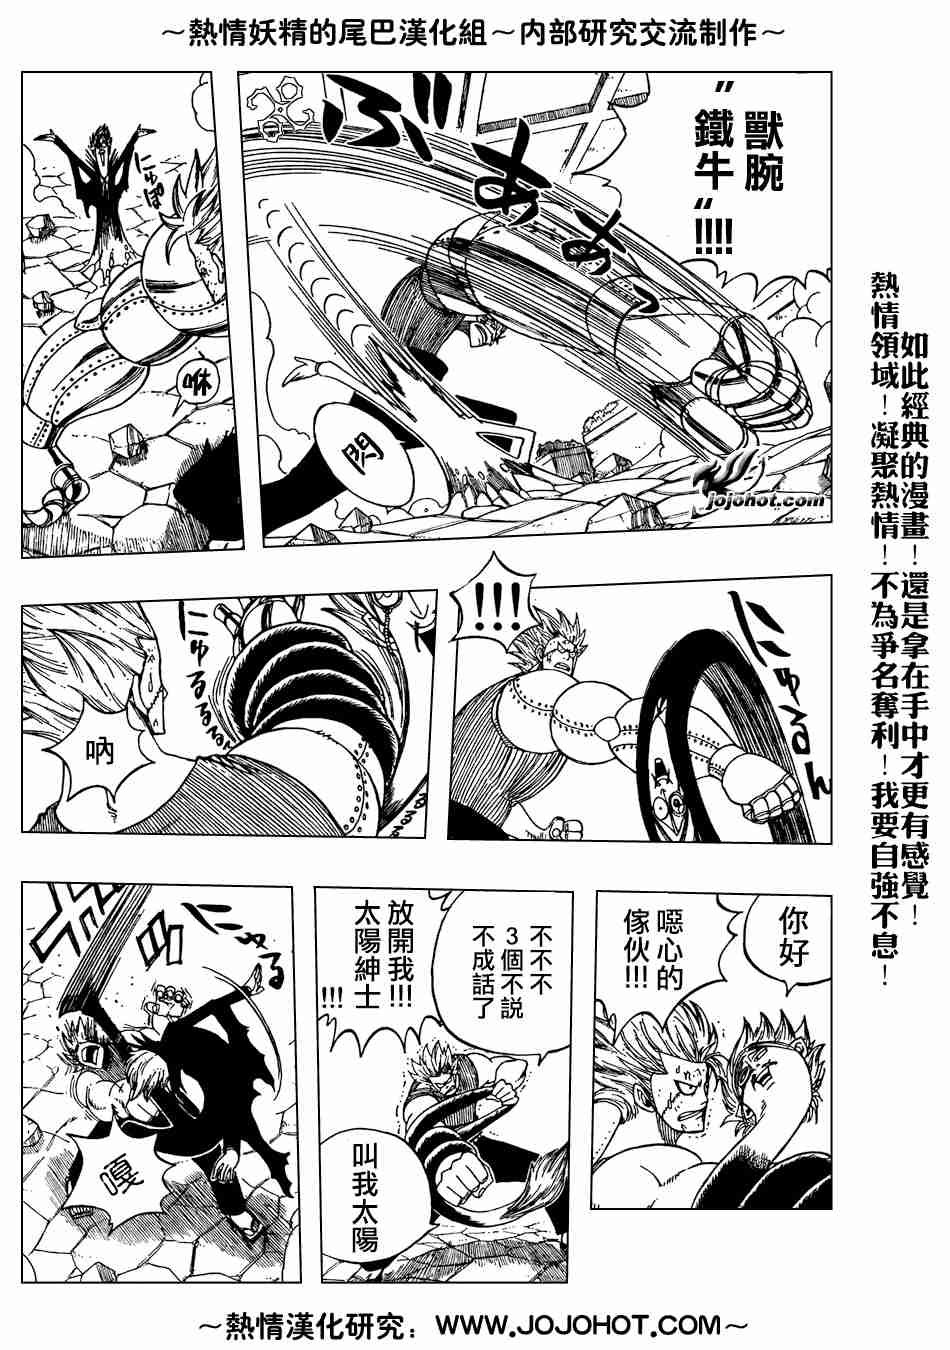 ～熱情妖精的尾巴漢化組～内部研究交流制作～
獸腕
"鐵牛"!!!!
ぶあああ
閃
jojohot.com
にゅぽ
咻
!!!
にゅるん
にゅるるる
吶
你好
噁心的
傢伙!!!
不不不
3個不說
不成話了
放開我!!!
太陽紳士
!!!
叫我太陽
にゅる
嘎
如此經典的漫畫！還是拿在手中才更有感覺！
熱情領域！凝聚熱情！不為爭名奪利！我要自強不息！
～熱情漢化研究：WWW.JOJOHOT.COM～